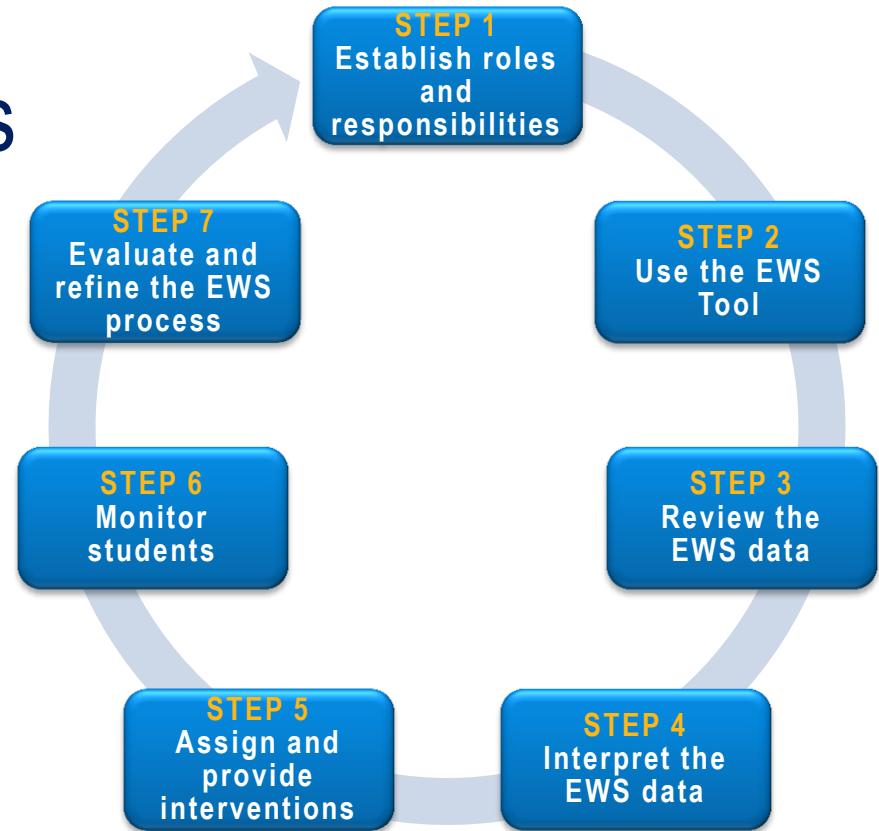 s
STEP 1
Establish roles
and
responsibilities
STEP 2
Use the EWS
Tool
STEP 3
Review the
EWS data
STEP 4
Interpret the
EWS data
STEP 5
Assign and
provide
interventions
STEP 6
Monitor
students
STEP 7
Evaluate and
refine the EWS
process